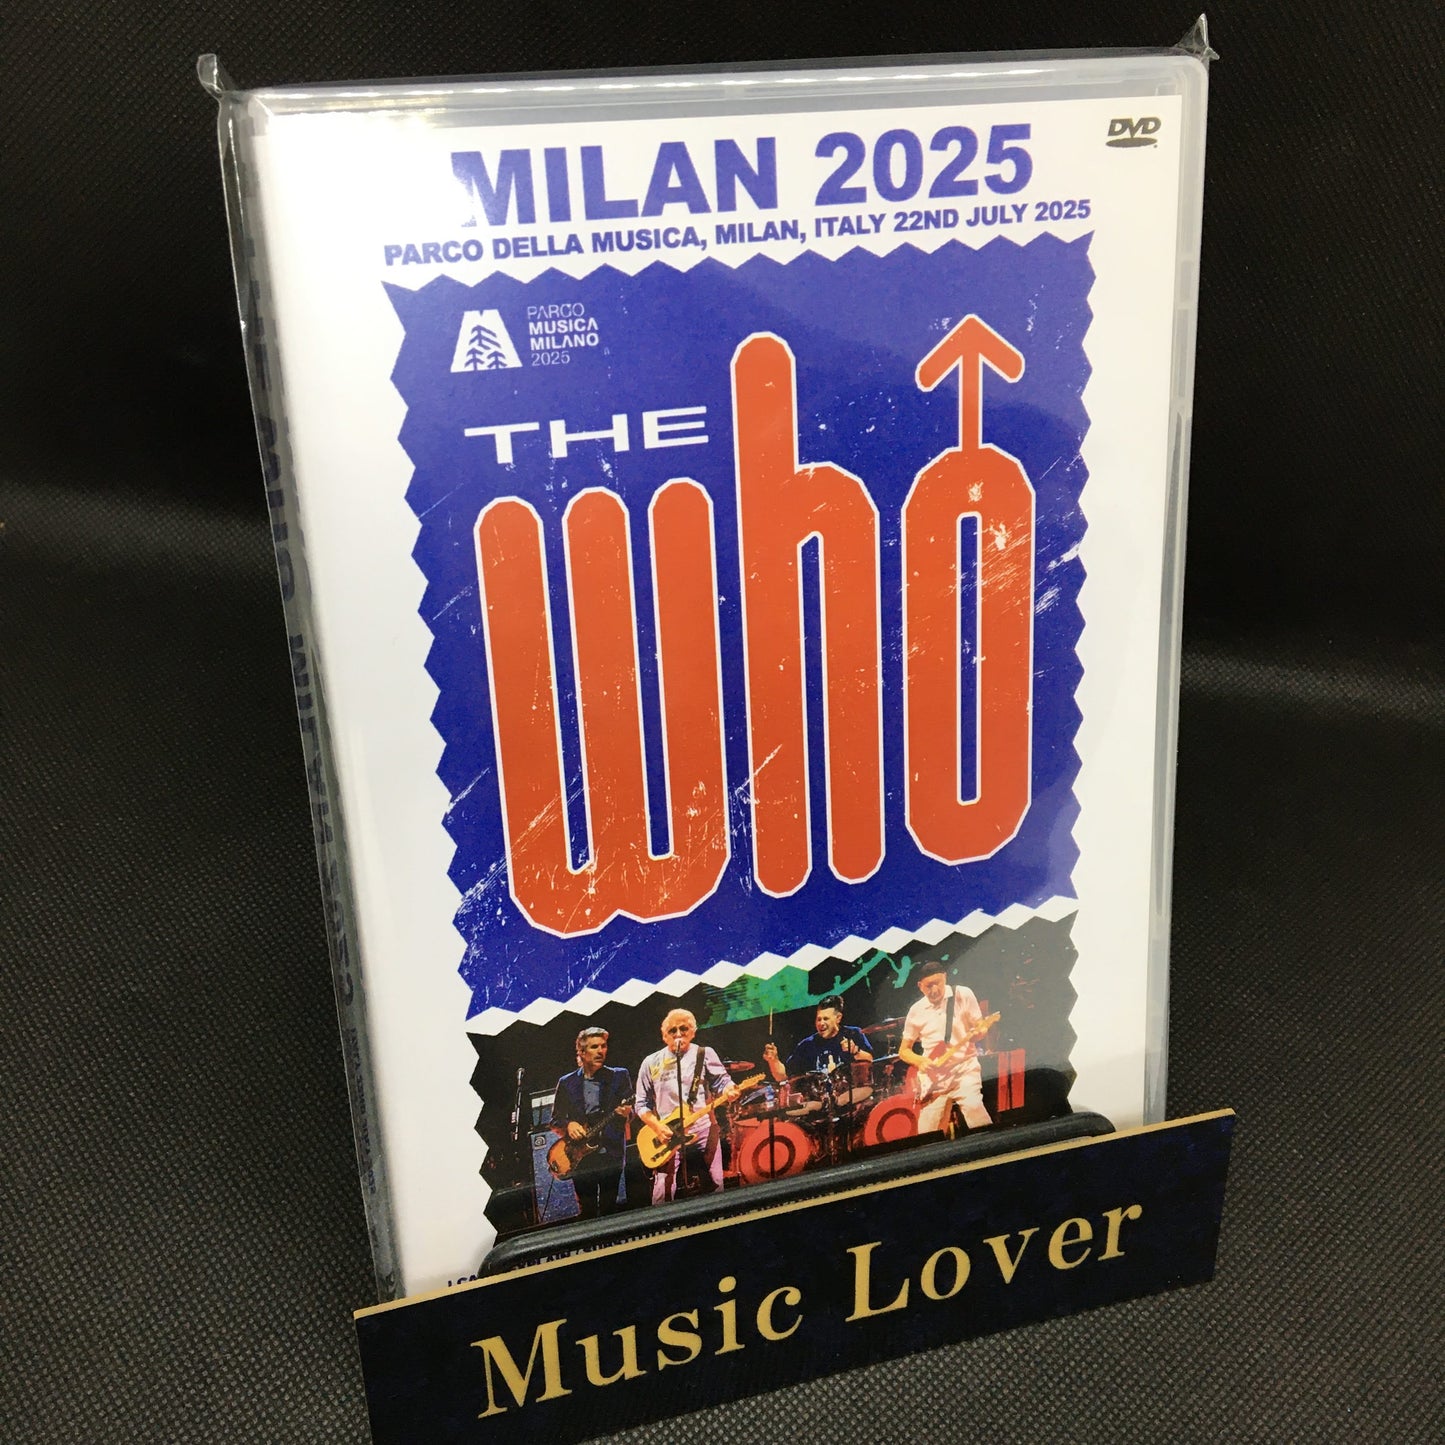 MILAN 2025
DVD
PARCO DELLA MUSICA, MILAN, ITALY 22ND JULY 2025
PARCO
MUSICA
MILANO
2025
THE
who
Music Lover